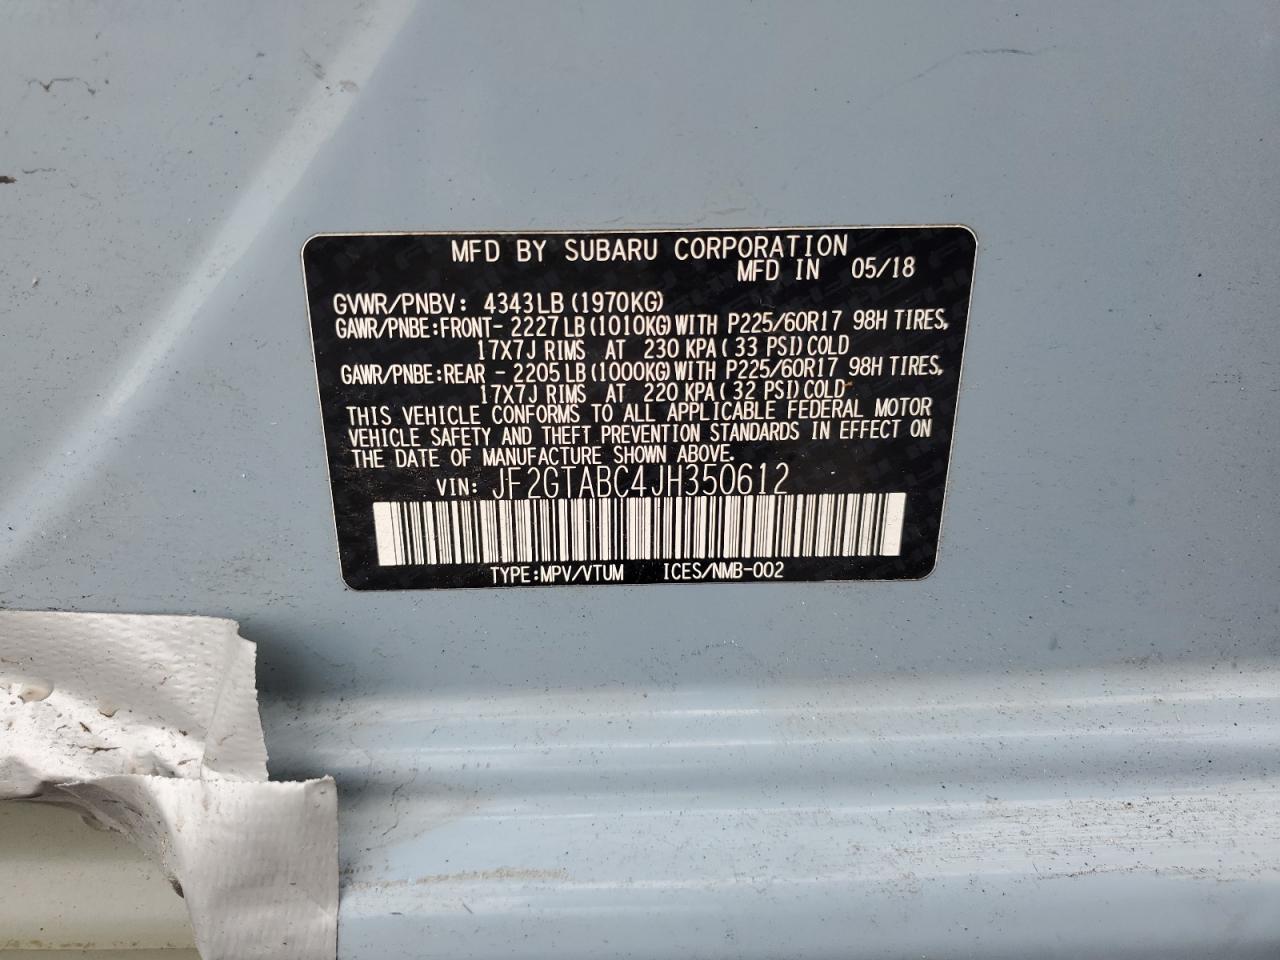 MFD BY SUBARU CORPORATION
MFD IN 05/18
GVWR/PNBV: 4343LB (1970KG)
GAWR/PNBE:FRONT- 2227LB (1010KG) WITH P225/60R17 98H TIRES,
17X7J RIMS AT 230 KPA (33 PSI) COLD
GAWR/PNBE:REAR - 2205LB (1000KG) WITH P225/60R17 98H TIRES,
17X7J RIMS AT 220 KPA (32 PSI) COLD
THIS VEHICLE CONFORMS TO ALL APPLICABLE FEDERAL MOTOR
VEHICLE SAFETY AND THEFT PREVENTION STANDARDS IN EFFECT ON
THE DATE OF MANUFACTURE SHOWN ABOVE.
VIN: JF2GTABC4JH350612
TYPE:MPV/VTUM ICES/NMB-002